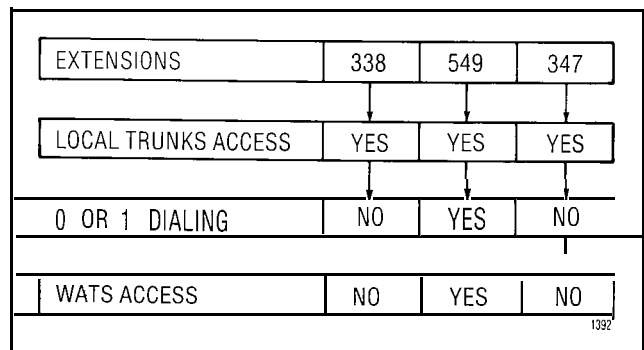 EXTENSIONS 338 549 347
LOCAL TRUNKS ACCESS YES YES YES
0 OR 1 DIALING NO YES NO
WATS ACCESS NO YES NO
1392